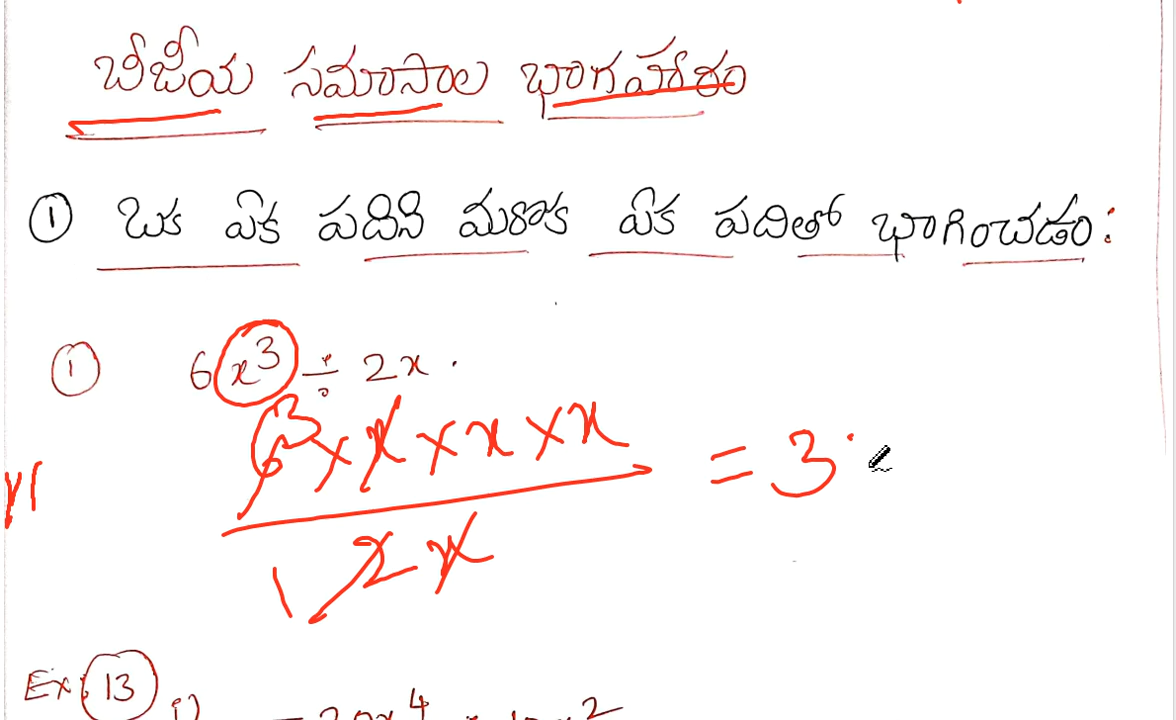 బీజీయ సమాసాల భాగహారం
① ఒక ఏక పదిని మరొక ఏక పదితో భాగించడం:
① 6x³ ÷ 2x.
6 3 × x × x × x = 3
1 2x
Ex: 13